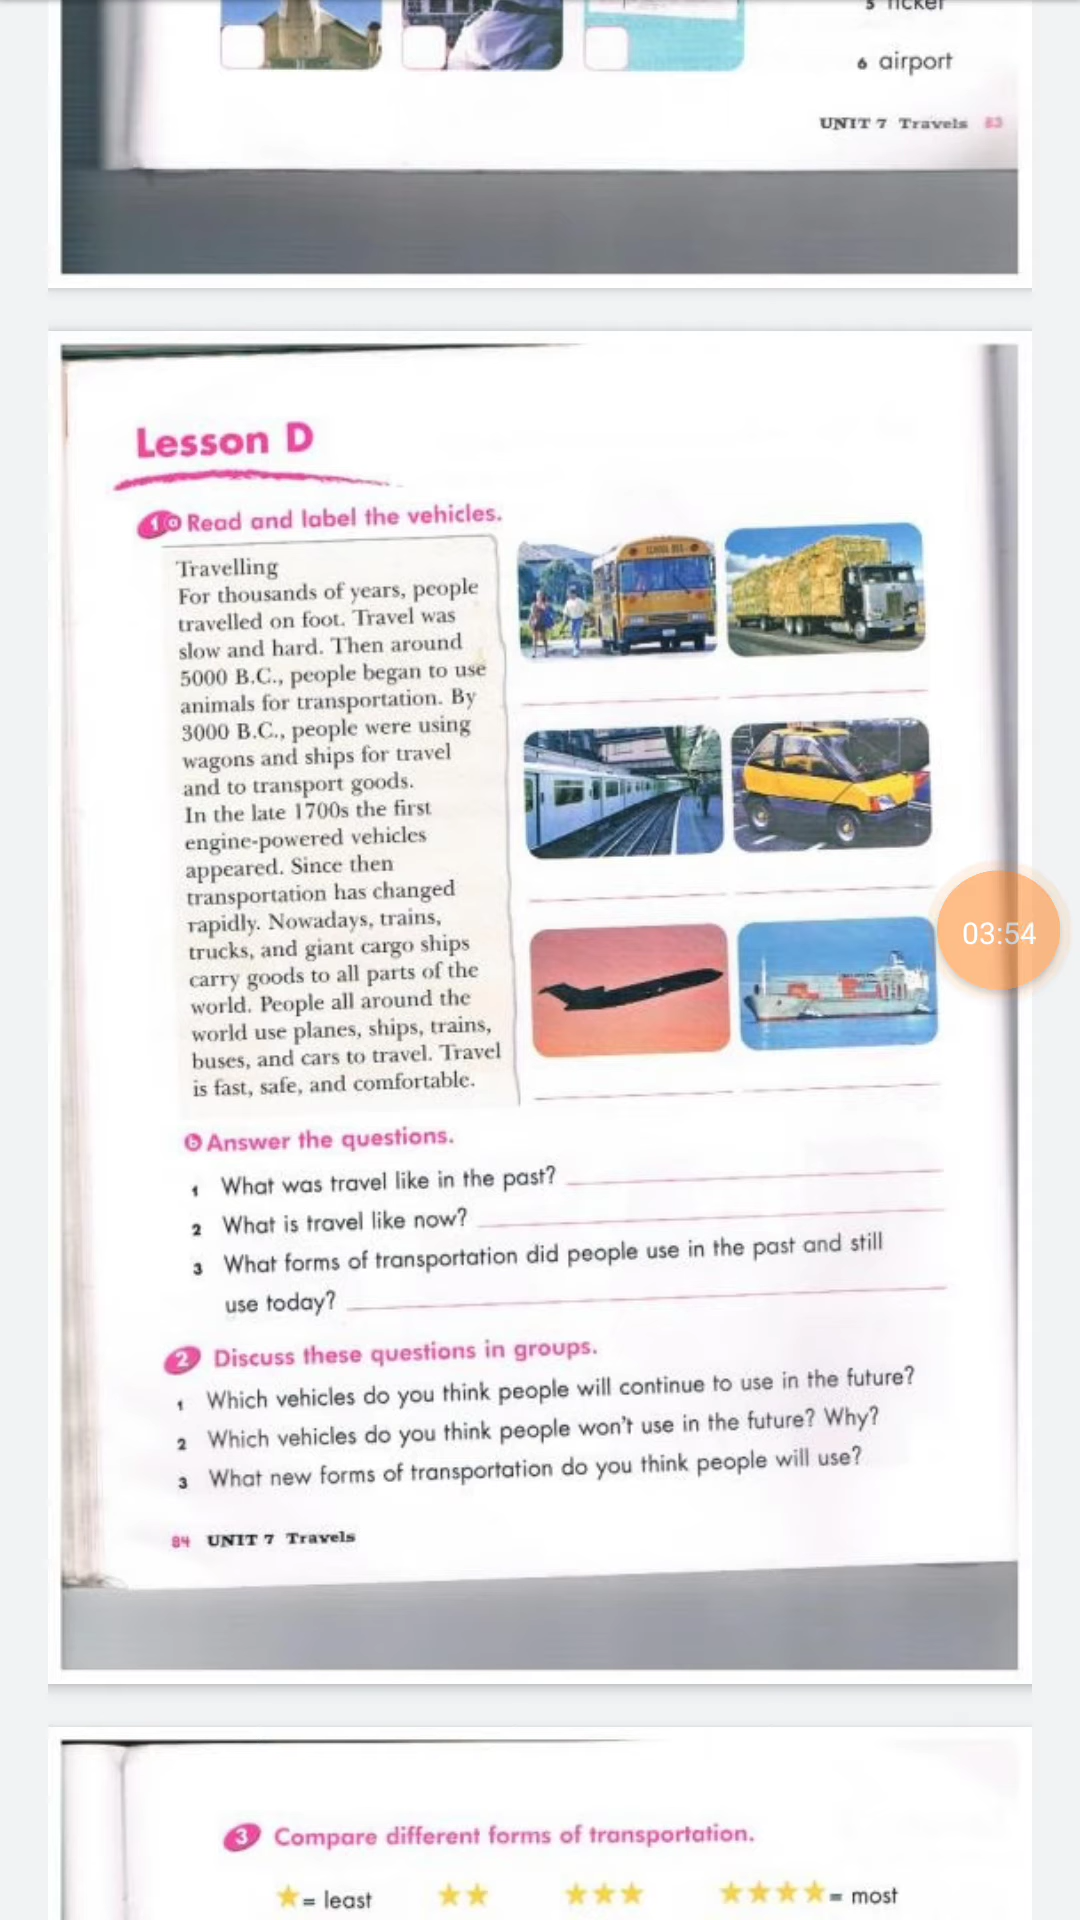 5 ticket
6 airport
UNIT 7 Travels 83
Lesson D
1 a Read and label the vehicles.
Travelling
For thousands of years, people
travelled on foot. Travel was
slow and hard. Then around
5000 B.C., people began to use
animals for transportation. By
3000 B.C., people were using
wagons and ships for travel
and to transport goods.
In the late 1700s the first
engine-powered vehicles
appeared. Since then
transportation has changed
rapidly. Nowadays, trains,
trucks, and giant cargo ships
carry goods to all parts of the
world. People all around the
world use planes, ships, trains,
buses, and cars to travel. Travel
is fast, safe, and comfortable.
SCHOOL BUS
03:54
b Answer the questions.
1 What was travel like in the past?
2 What is travel like now?
3 What forms of transportation did people use in the past and still
use today?
2 Discuss these questions in groups.
1 Which vehicles do you think people will continue to use in the future?
2 Which vehicles do you think people won't use in the future? Why?
3 What new forms of transportation do you think people will use?
84 UNIT 7 Travels
3 Compare different forms of transportation.
= least = most